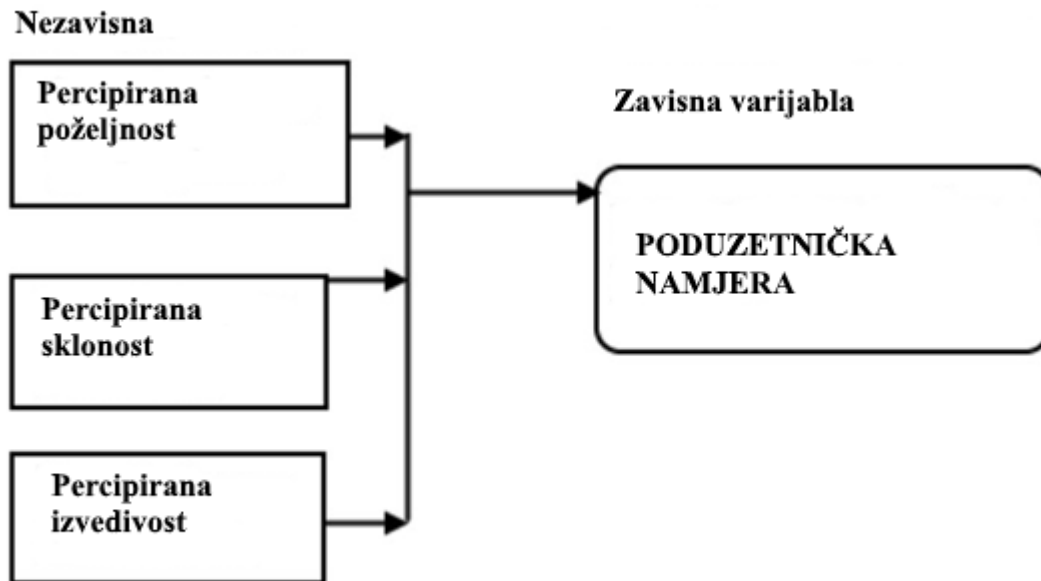 Nezavisna
Percipirana
poželjnost
Zavisna varijabla
PODUZETNIČKA
NAMJERA
Percipirana
sklonost
Percipirana
izvedivost